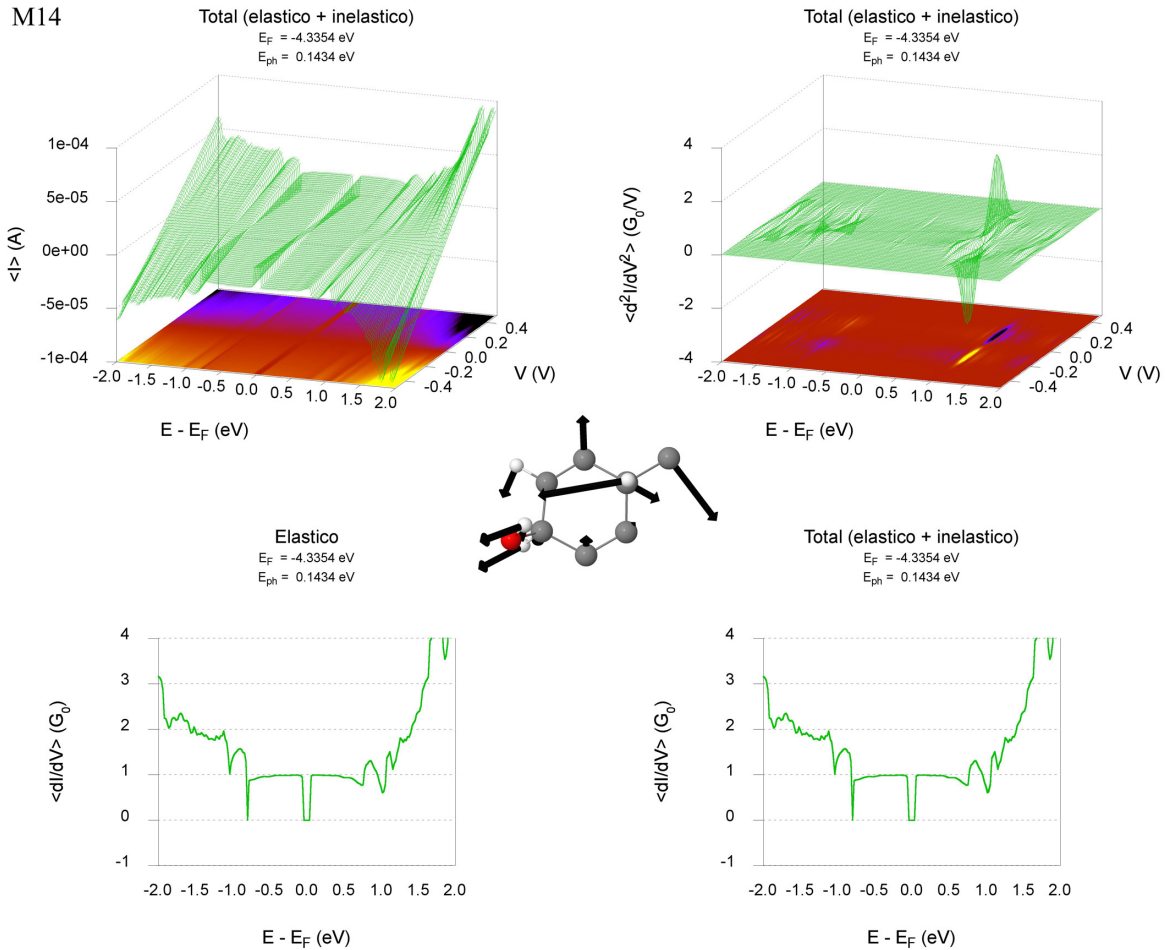 M14
Total (elastico + inelastico)
E_F = -4.3354 eV
E_ph = 0.1434 eV
<I> (A)
1e-04
5e-05
0e+00
-5e-05
-1e-04
-2.0
-1.5
-1.0
-0.5
0.0
0.5
1.0
1.5
2.0
-0.4
-0.2
0.0
0.2
0.4
V (V)
E - E_F (eV)
Total (elastico + inelastico)
E_F = -4.3354 eV
E_ph = 0.1434 eV
<d²I/dV²> (G_0/V)
4
2
0
-2
-4
-2.0
-1.5
-1.0
-0.5
0.0
0.5
1.0
1.5
2.0
-0.4
-0.2
0.0
0.2
0.4
V (V)
E - E_F (eV)
Elastico
E_F = -4.3354 eV
E_ph = 0.1434 eV
<dI/dV> (G_0)
4
3
2
1
0
-1
-2.0 -1.5 -1.0 -0.5 0.0 0.5 1.0 1.5 2.0
E - E_F (eV)
Total (elastico + inelastico)
E_F = -4.3354 eV
E_ph = 0.1434 eV
<dI/dV> (G_0)
4
3
2
1
0
-1
-2.0 -1.5 -1.0 -0.5 0.0 0.5 1.0 1.5 2.0
E - E_F (eV)